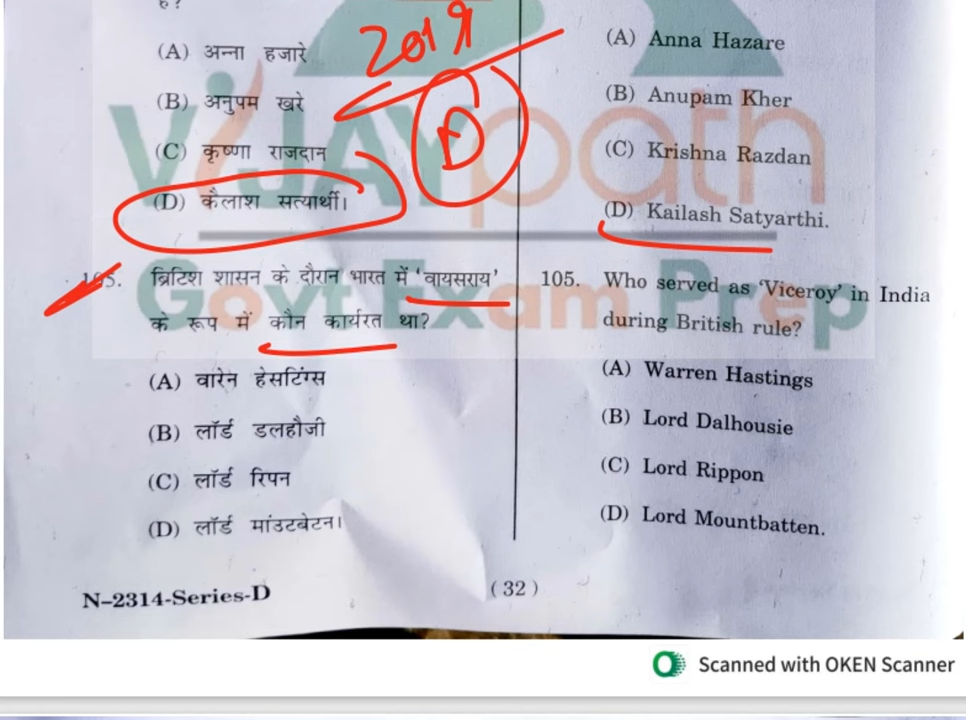 है?
(A) अन्ना हजारे
(B) अनुपम खरे
(C) कृष्णा राजदान
(D) कैलाश सत्यार्थी।
105. ब्रिटिश शासन के दौरान भारत में 'वायसराय'
के रूप में कौन कार्यरत था?
(A) वारेन हेसटिंग्स
(B) लॉर्ड डलहौजी
(C) लॉर्ड रिपन
(D) लॉर्ड मांउटबेटन।
(A) Anna Hazare
(B) Anupam Kher
(C) Krishna Razdan
(D) Kailash Satyarthi.
105. Who served as 'Viceroy' in India
during British rule?
(A) Warren Hastings
(B) Lord Dalhousie
(C) Lord Rippon
(D) Lord Mountbatten.
2019
D
VIJAYpath
Govt Exam Prep
N–2314-Series-D
( 32 )
Scanned with OKEN Scanner